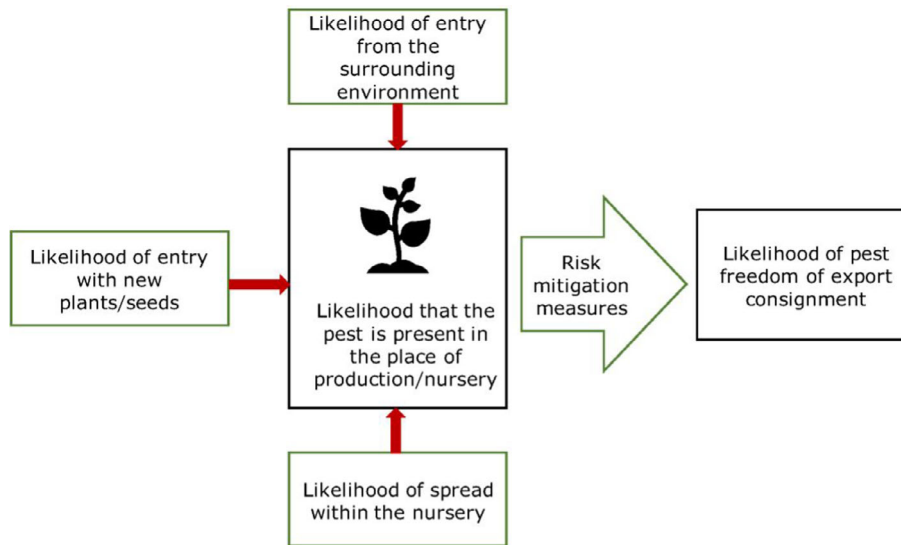 Likelihood of entry
from the
surrounding
environment
Likelihood of entry
with new
plants/seeds
Likelihood that the
pest is present in
the place of
production/nursery
Risk
mitigation
measures
Likelihood of pest
freedom of export
consignment
Likelihood of spread
within the nursery